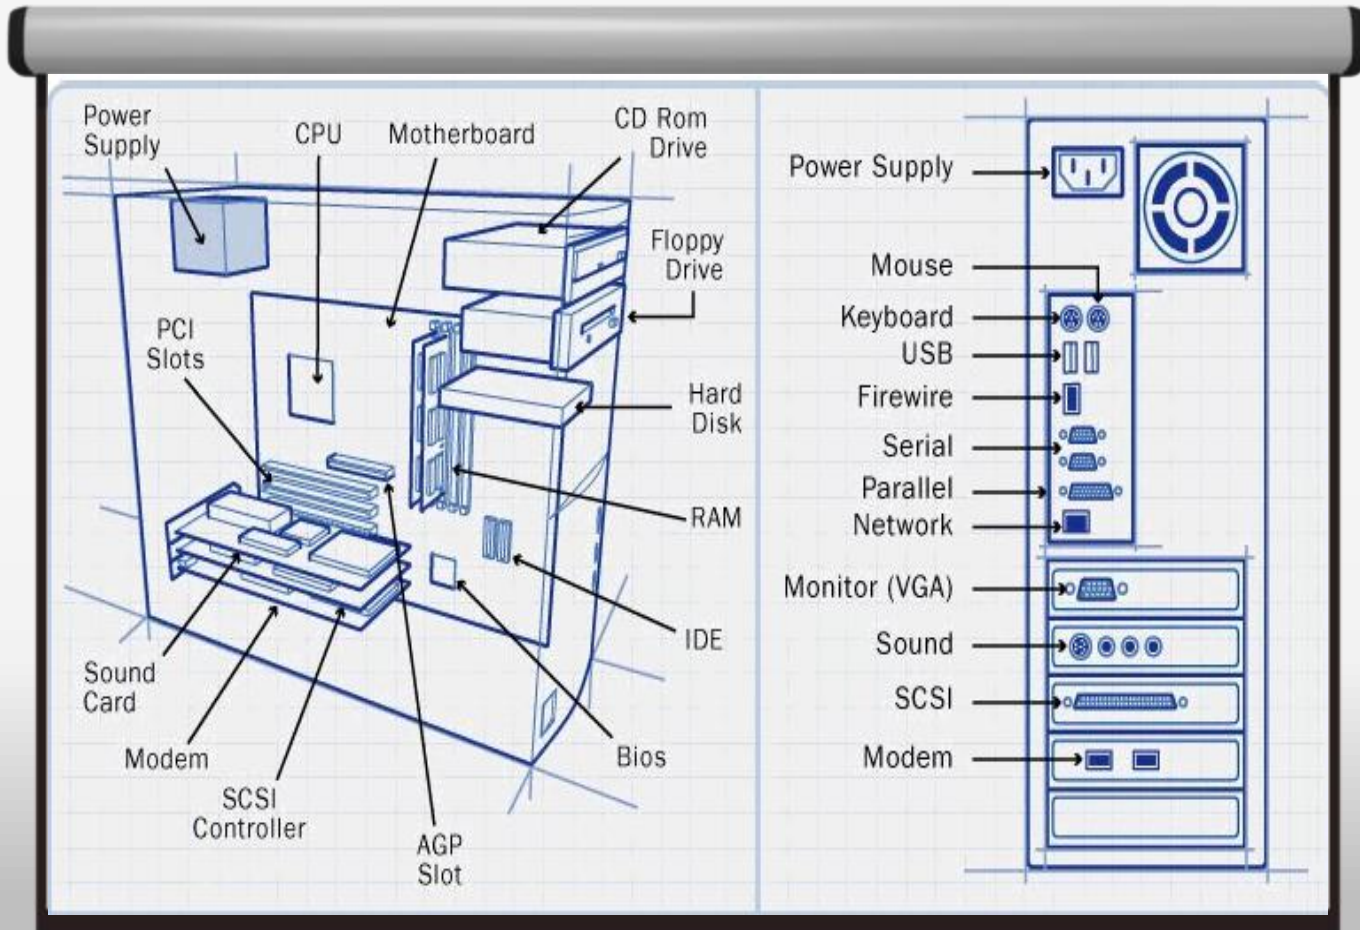 Power
Supply
CPU
Motherboard
CD Rom
Drive
Floppy
Drive
PCI
Slots
Hard
Disk
RAM
IDE
Sound
Card
Modem
SCSI
Controller
AGP
Slot
Bios
Power Supply
Mouse
Keyboard
USB
Firewire
Serial
Parallel
Network
Monitor (VGA)
Sound
SCSI
Modem